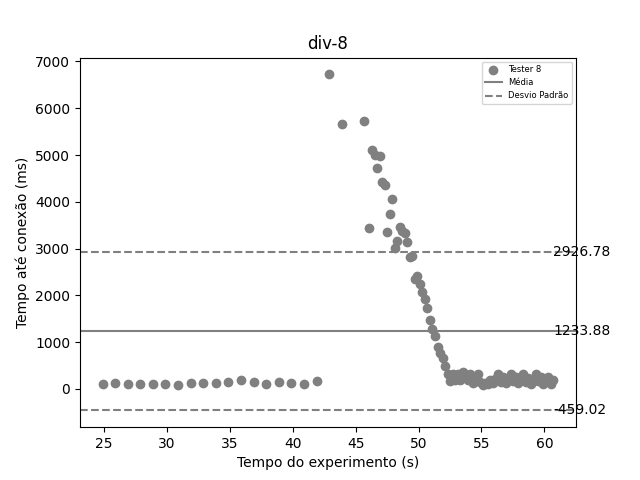 div-8
Tester 8
Média
Desvio Padrão
7000
6000
5000
4000
3000
2000
1000
0
Tempo até conexão (ms)
2926.78
1233.88
-459.02
25 30 35 40 45 50 55 60
Tempo do experimento (s)